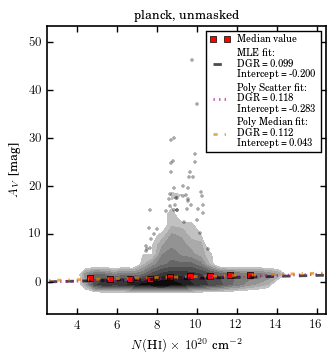 planck, unmasked
Median value
MLE fit:
DGR = 0.099
Intercept = -0.200
Poly Scatter fit:
DGR = 0.118
Intercept = -0.283
Poly Median fit:
DGR = 0.112
Intercept = 0.043
50
40
30
20
10
0
A_V [mag]
4 6 8 10 12 14 16
N(HI) × 10^20 cm^-2